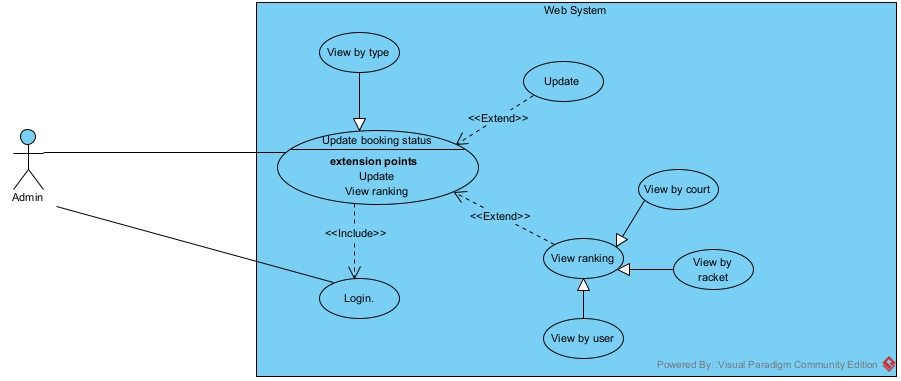 Web System
View by type
Update
<<Extend>>
Update booking status
extension points
Update
View ranking
Admin
View by court
<<Extend>>
<<Include>>
View ranking
View by
racket
Login.
View by user
Powered By: Visual Paradigm Community Edition